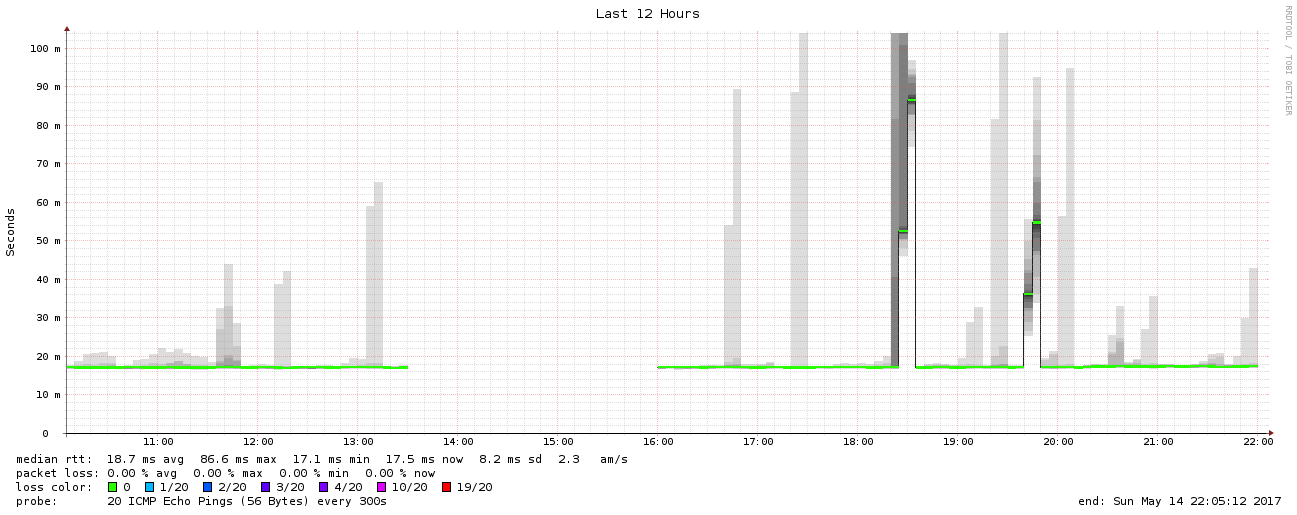 Last 12 Hours
RRDTOOL / TOBI OETIKER
Seconds
100 m
90 m
80 m
70 m
60 m
50 m
40 m
30 m
20 m
10 m
0
11:00 12:00 13:00 14:00 15:00 16:00 17:00 18:00 19:00 20:00 21:00 22:00
median rtt: 18.7 ms avg 86.6 ms max 17.1 ms min 17.5 ms now 8.2 ms sd 2.3 am/s
packet loss: 0.00 % avg 0.00 % max 0.00 % min 0.00 % now
loss color: 0 1/20 2/20 3/20 4/20 10/20 19/20
probe: 20 ICMP Echo Pings (56 Bytes) every 300s end: Sun May 14 22:05:12 2017